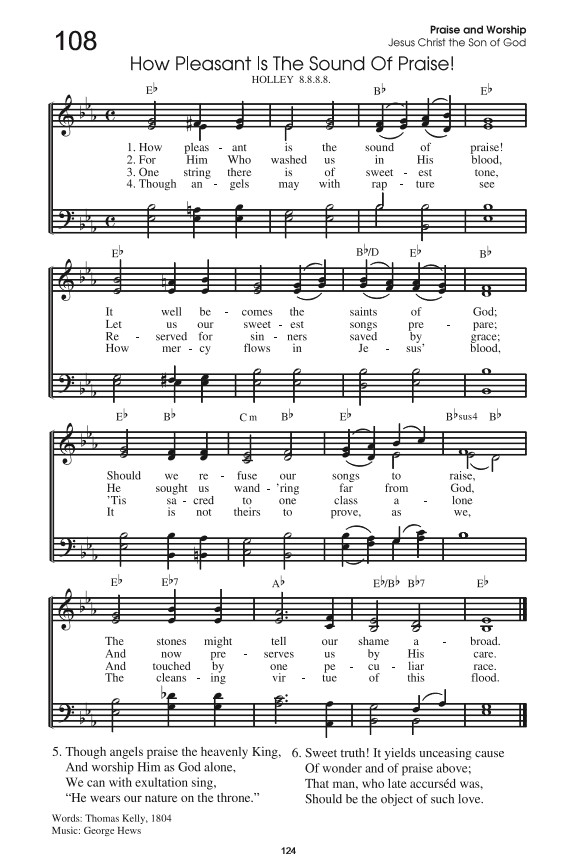 108
Praise and Worship
Jesus Christ the Son of God
How Pleasant Is The Sound Of Praise!
HOLLEY 8.8.8.8.
E♭ B♭ E♭
1. How pleas - ant is the sound of praise!
2. For Him Who washed us in His blood,
3. One string there is of sweet - est tone,
4. Though an - gels may with rap - ture see
E♭ B♭/D E♭ B♭
It well be - comes the saints of God;
Let us our sweet - est songs pre - pare;
Re - served for sin - ners saved by grace;
How mer - cy flows in Je - sus' blood,
E♭ B♭ Cm B♭ E♭ B♭sus4 B♭
Should we re - fuse our songs to raise,
He sought us wand - 'ring far from God,
'Tis sa - cred to one class a - lone
It is not theirs to prove, as we,
E♭ E♭7 A♭ E♭/B♭ B♭7 E♭
The stones might tell our shame a - broad.
And now pre - serves us by His care.
And touched by one pe - cu - liar race.
The cleans - ing vir - tue of this flood.
5. Though angels praise the heavenly King,
And worship Him as God alone,
We can with exultation sing,
“He wears our nature on the throne.”
6. Sweet truth! It yields unceasing cause
Of wonder and of praise above;
That man, who late accurséd was,
Should be the object of such love.
Words: Thomas Kelly, 1804
Music: George Hews
124